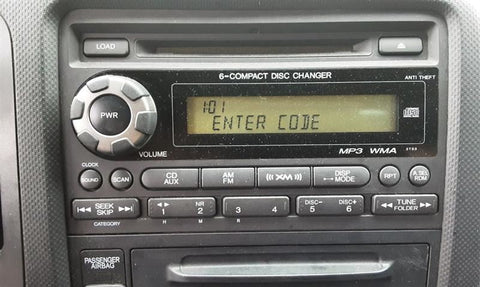 LOAD
6-COMPACT DISC CHANGER
ANTI THEFT
101
ENTER CODE
PWR
VOLUME
MP3 WMA
CLOCK
SOUND
SCAN
CD AUX
AM FM
XM
DISP MODE
RPT
A.SEL RDM
SEEK SKIP
CATEGORY
1
NR 2
3
4
DISC- 5
DISC+ 6
TUNE FOLDER
H
M
R
PASSENGER
AIRBAG